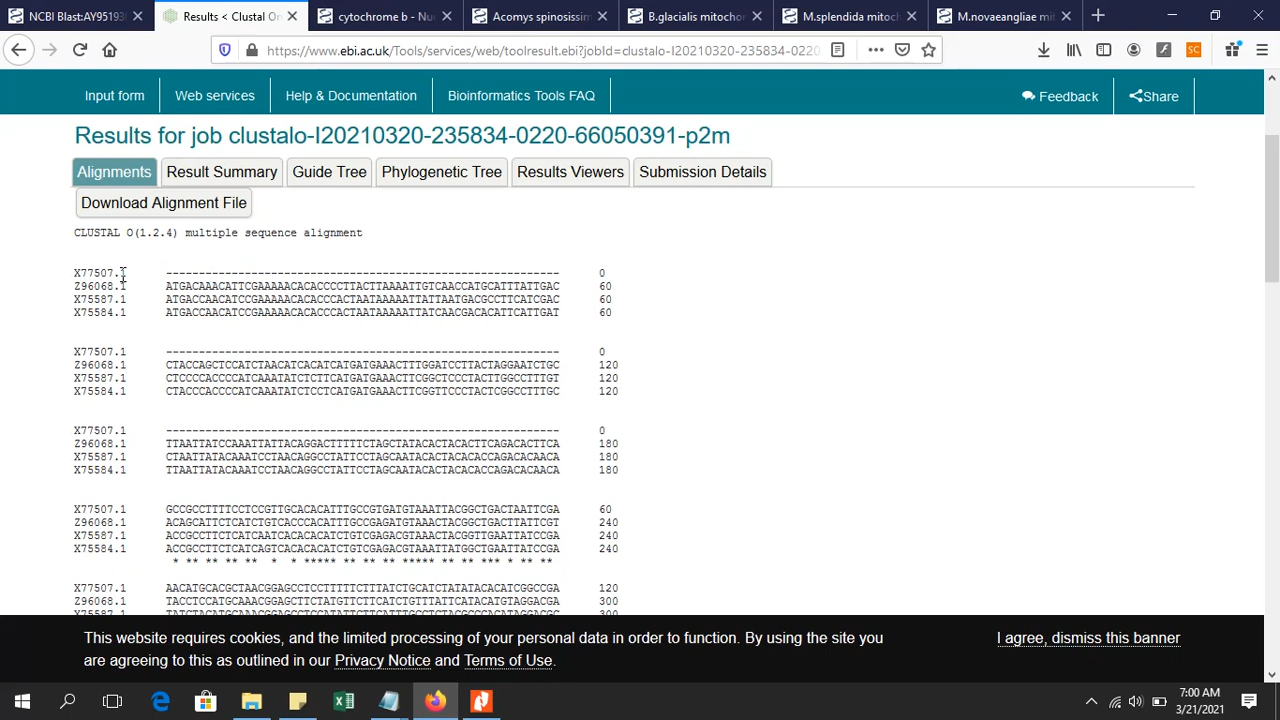 NCBI Blast:AY95193
Results < Clustal O
cytochrome b - Nu
Acomys spinosissim
B.glacialis mitochor
M.splendida mitoch
M.novaeangliae mit
https://www.ebi.ac.uk/Tools/services/web/toolresult.ebi?jobId=clustalo-I20210320-235834-0220
Input form
Web services
Help & Documentation
Bioinformatics Tools FAQ
Feedback
Share
Results for job clustalo-I20210320-235834-0220-66050391-p2m
Alignments
Result Summary
Guide Tree
Phylogenetic Tree
Results Viewers
Submission Details
Download Alignment File
CLUSTAL O(1.2.4) multiple sequence alignment
X77507.1 ------------------------------------------------------------ 0
Z96068.1 ATGACAAACATTCGAAAAACACACCCCTTACTTAAAATTGTCAACCATGCATTTATTGAC 60
X75587.1 ATGACCAACATCCGAAAAACACACCCACTAATAAAAATTATTAATGACGCCTTCATCGAC 60
X75584.1 ATGACCAACATCCGAAAAACACACCCACTAATAAAAATTATCAACGACACATTCATTGAT 60
X77507.1 ------------------------------------------------------------ 0
Z96068.1 CTACCAGCTCCATCTAACATCACATCATGATGAAACTTTGGATCCTTACTAGGAATCTGC 120
X75587.1 CTCCCCACCCCATCAAATATCTCTTCATGATGAAACTTCGGCTCCCTACTTGGCCTTTGT 120
X75584.1 CTACCCACCCCATCAAATATCTCCTCATGATGAAACTTCGGTTCCCTACTCGGCCTTTGC 120
X77507.1 ------------------------------------------------------------ 0
Z96068.1 TTAATTATCCAAATTATTACAGGACTTTTTCTAGCTATACACTACACTTCAGACACTTCA 180
X75587.1 CTAATTATACAAATCCTAACAGGCCTATTCCTAGCAATACACTACACACCAGACACAACA 180
X75584.1 TTAATTATACAAATCCTAACAGGCCTATTCCTAGCTATACACTACACACCAGACACAACA 180
X77507.1 GCCGCCTTTTCCTCCGTTGCACACATTTGCCGTGATGTAAATTACGGCTGACTAATTCGA 60
Z96068.1 ACAGCATTCTCATCTGTCACCCACATTTGCCGAGATGTAAACTACGGCTGACTTATTCGT 240
X75587.1 ACCGCCTTCTCATCAATCACACACATCTGTCGAGACGTAAACTACGGTTGAATTATCCGA 240
X75584.1 ACCGCCTTCTCATCAGTCACACACATCTGTCGAGACGTAAATTATGGCTGAATTATCCGA 240
* ** ** ** ** * * ***** ** ** ** ***** ** ** *** * ** **
X77507.1 AACATGCACGCTAACGGAGCCTCCTTTTTCTTTATCTGCATCTATATACACATCGGCCGA 120
Z96068.1 TACCTCCATGCAAACGGAGCTTCTATGTTCTTCATCTGTTTATTCATACATGTAGGACGA 300
This website requires cookies, and the limited processing of your personal data in order to function. By using the site you
are agreeing to this as outlined in our Privacy Notice and Terms of Use.
I agree, dismiss this banner
7:00 AM
3/21/2021